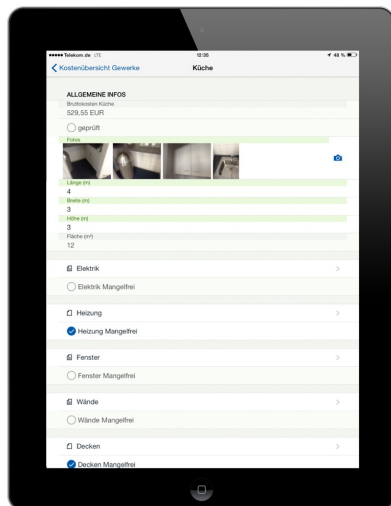 Telekom.de LTE 12:35 48 %
Kostenübersicht Gewerke Küche
ALLGEMEINE INFOS
Bruttokosten Küche
529,55 EUR
geprüft
Fotos
Länge (m)
4
Breite (m)
3
Höhe (m)
3
Fläche (m²)
12
Elektrik
Elektrik Mangelfrei
Heizung
Heizung Mangelfrei
Fenster
Fenster Mangelfrei
Wände
Wände Mangelfrei
Decken
Decken Mangelfrei